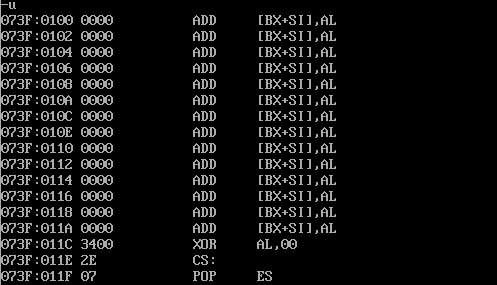 -u
073F:0100 0000 ADD [BX+SI],AL
073F:0102 0000 ADD [BX+SI],AL
073F:0104 0000 ADD [BX+SI],AL
073F:0106 0000 ADD [BX+SI],AL
073F:0108 0000 ADD [BX+SI],AL
073F:010A 0000 ADD [BX+SI],AL
073F:010C 0000 ADD [BX+SI],AL
073F:010E 0000 ADD [BX+SI],AL
073F:0110 0000 ADD [BX+SI],AL
073F:0112 0000 ADD [BX+SI],AL
073F:0114 0000 ADD [BX+SI],AL
073F:0116 0000 ADD [BX+SI],AL
073F:0118 0000 ADD [BX+SI],AL
073F:011A 0000 ADD [BX+SI],AL
073F:011C 3400 XOR AL,00
073F:011E 2E CS:
073F:011F 07 POP ES